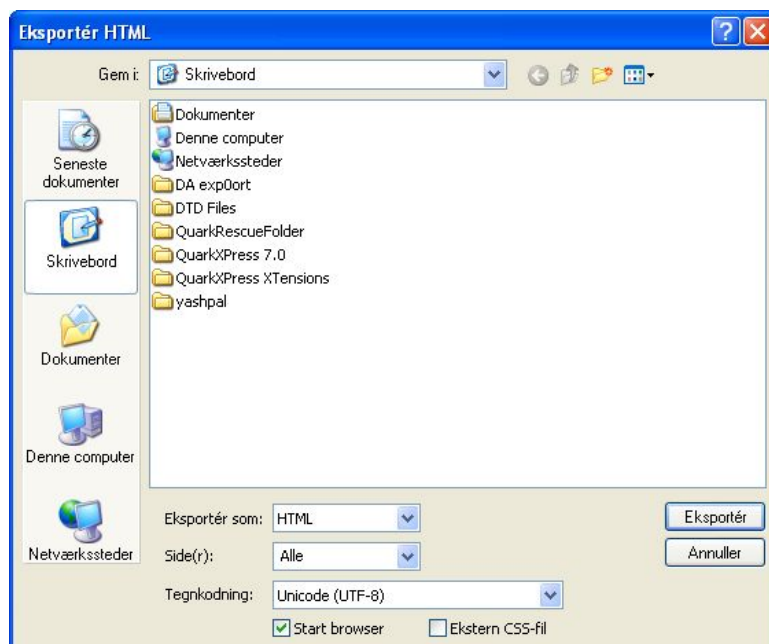 Eksportér HTML
Gem i: Skrivebord
Seneste
dokumenter
Skrivebord
Dokumenter
Denne computer
Netværkssteder
Dokumenter
Denne computer
Netværkssteder
DA exp0ort
DTD Files
QuarkRescueFolder
QuarkXPress 7.0
QuarkXPress XTensions
yashpal
Eksportér som: HTML
Eksportér
Side(r): Alle
Annuller
Tegnkodning: Unicode (UTF-8)
Start browser Ekstern CSS-fil